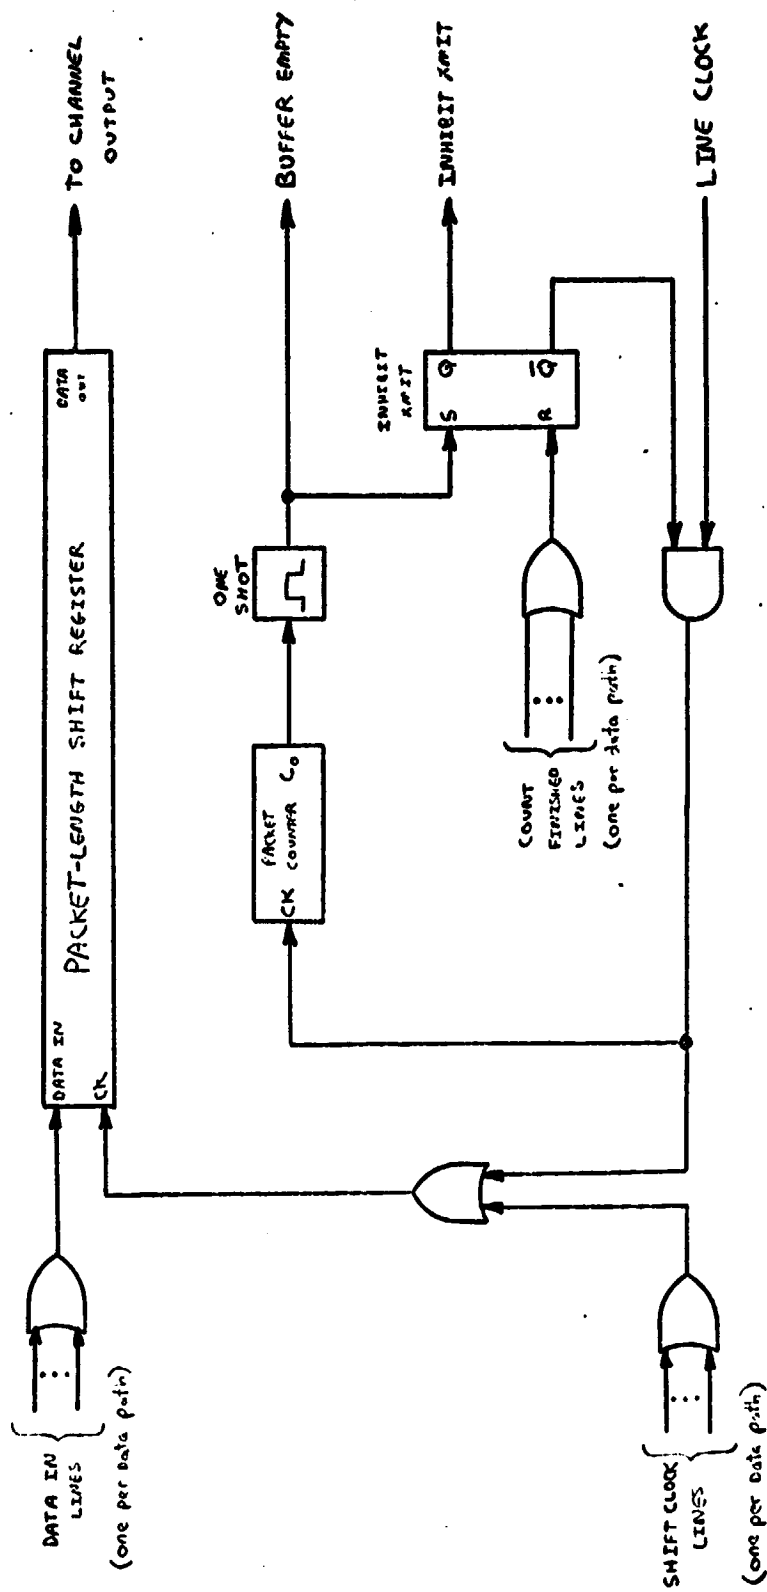 DATA IN
LINES
(one per Data path)
DATA IN
CK
PACKET-LENGTH SHIFT REGISTER
DATA
OUT
TO CHANNEL
OUTPUT
CK
PACKET
COUNTER
Co
ONE
SHOT
BUFFER EMPTY
INHIBIT
XMIT
S
Q
R
Q̅
INHIBIT XMIT
COUNT
FINISHED
LINES
(one per data path)
LINE CLOCK
SHIFT CLOCK
LINES
(one per Data path)